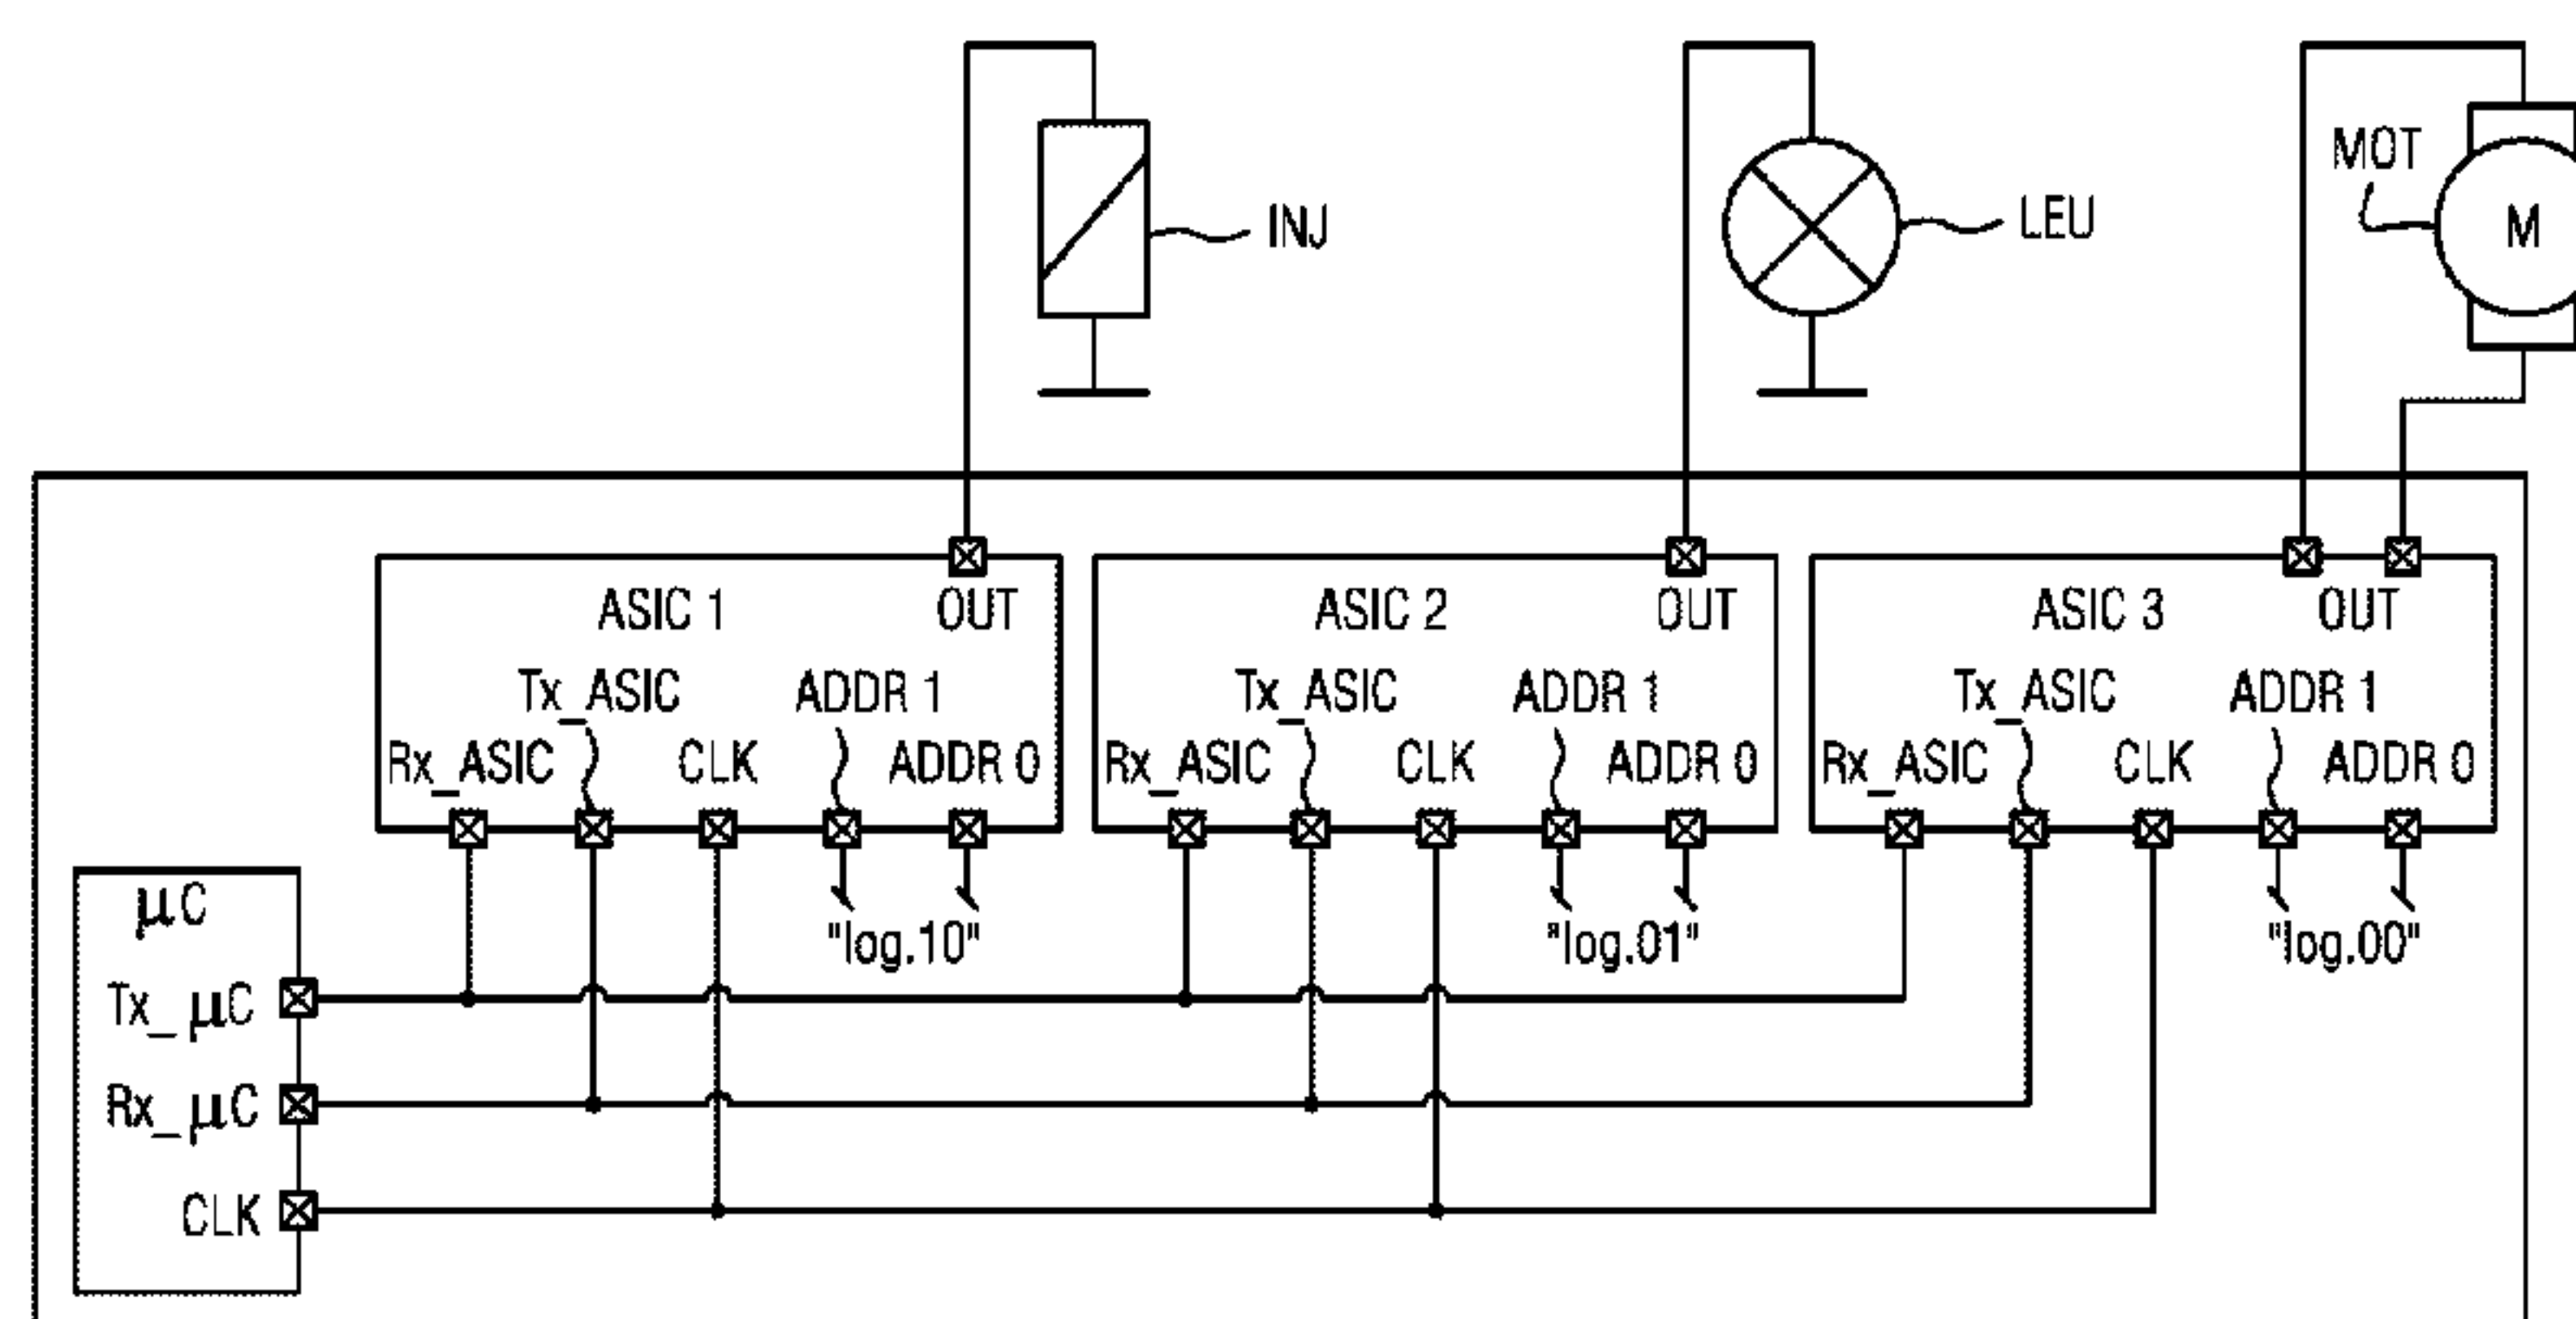 MOT
M
INJ
LEU
ASIC 1
OUT
Tx_ASIC
ADDR 1
Rx_ASIC
CLK
ADDR 0
"log.10"
ASIC 2
OUT
Tx_ASIC
ADDR 1
Rx_ASIC
CLK
ADDR 0
"log.01"
ASIC 3
OUT
Tx_ASIC
ADDR 1
Rx_ASIC
CLK
ADDR 0
"log.00"
μC
Tx_μC
Rx_μC
CLK